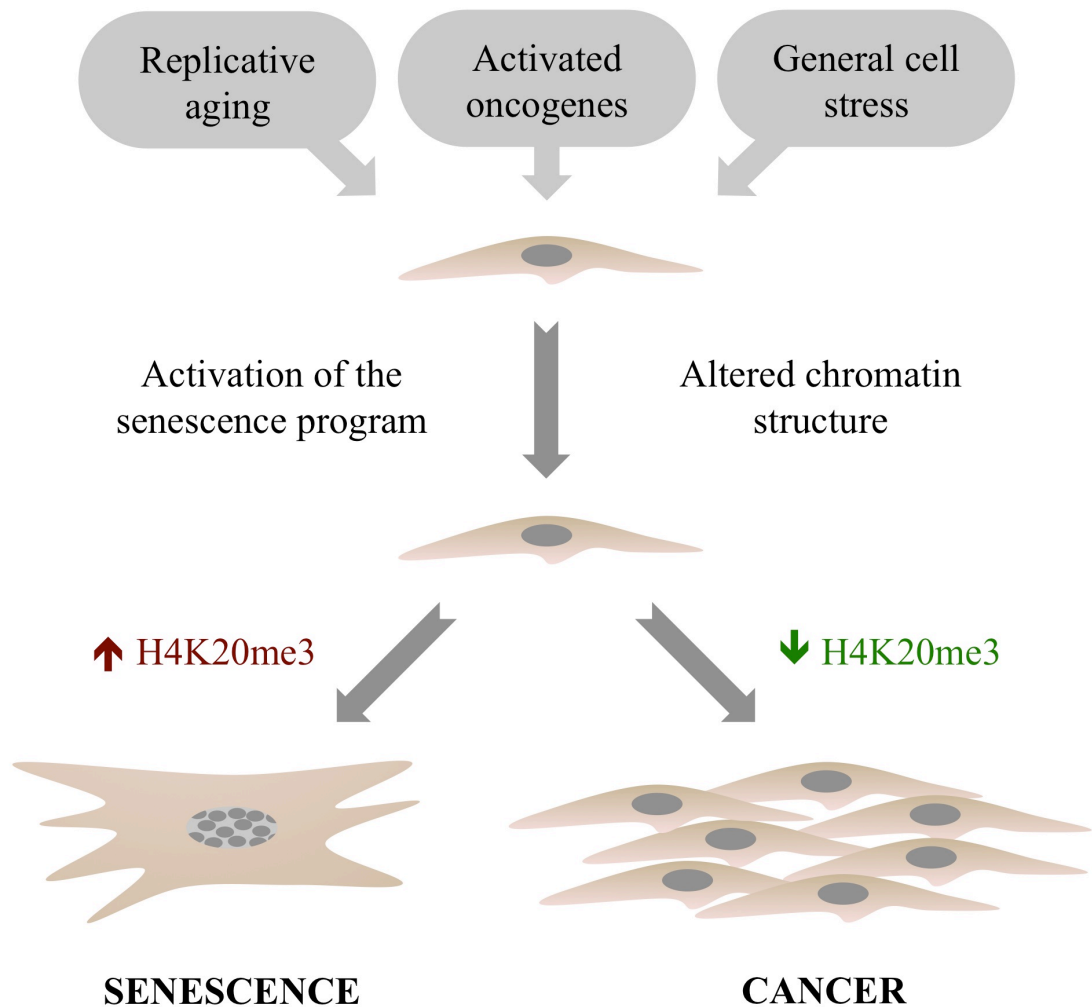 Replicative
aging
Activated
oncogenes
General cell
stress
Activation of the
senescence program
Altered chromatin
structure
↑ H4K20me3
↓ H4K20me3
SENESCENCE
CANCER